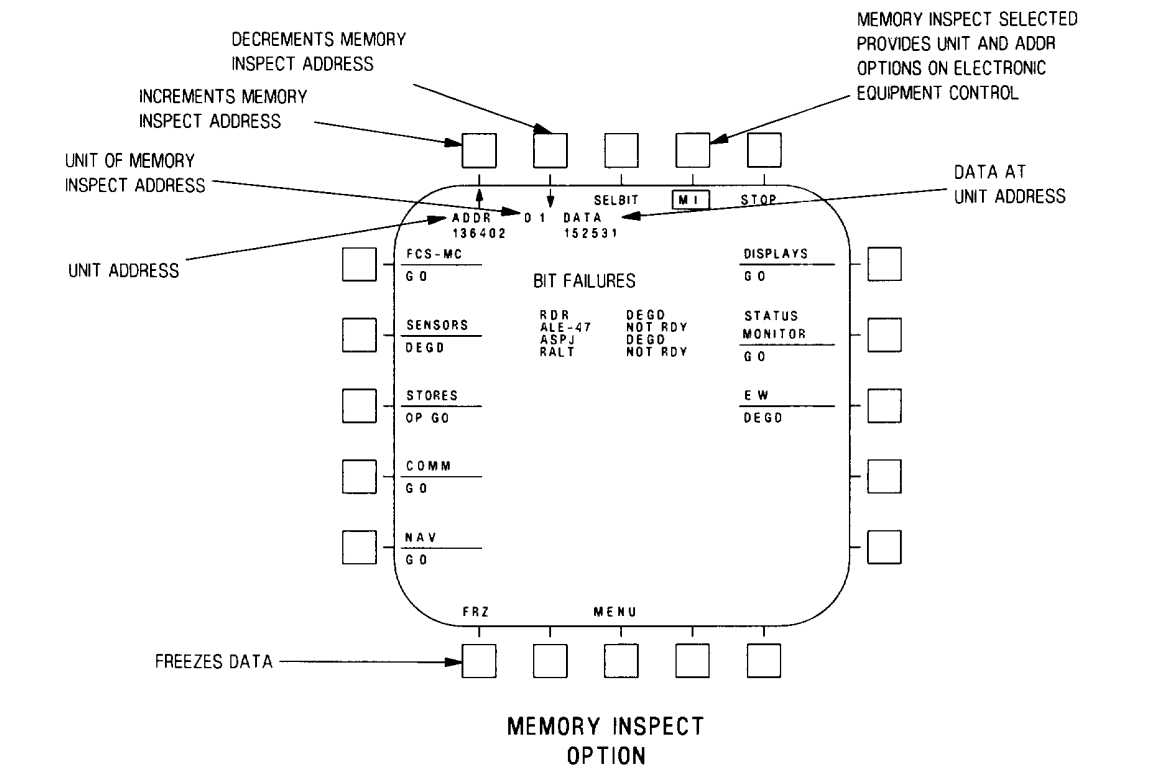 DECREMENTS MEMORY
INSPECT ADDRESS
MEMORY INSPECT SELECTED
PROVIDES UNIT AND ADDR
OPTIONS ON ELECTRONIC
EQUIPMENT CONTROL
INCREMENTS MEMORY
INSPECT ADDRESS
UNIT OF MEMORY
INSPECT ADDRESS
DATA AT
UNIT ADDRESS
UNIT ADDRESS
SELBIT MI STOP
ADDR 01 DATA
136402 152531
FCS-MC
GO
SENSORS
DEGD
STORES
OP GO
COMM
GO
NAV
GO
BIT FAILURES
RDR DEGD
ALE-47 NOT RDY
ASPJ DEGD
RALT NOT RDY
DISPLAYS
GO
STATUS
MONITOR
GO
EW
DEGD
FRZ MENU
FREEZES DATA
MEMORY INSPECT
OPTION